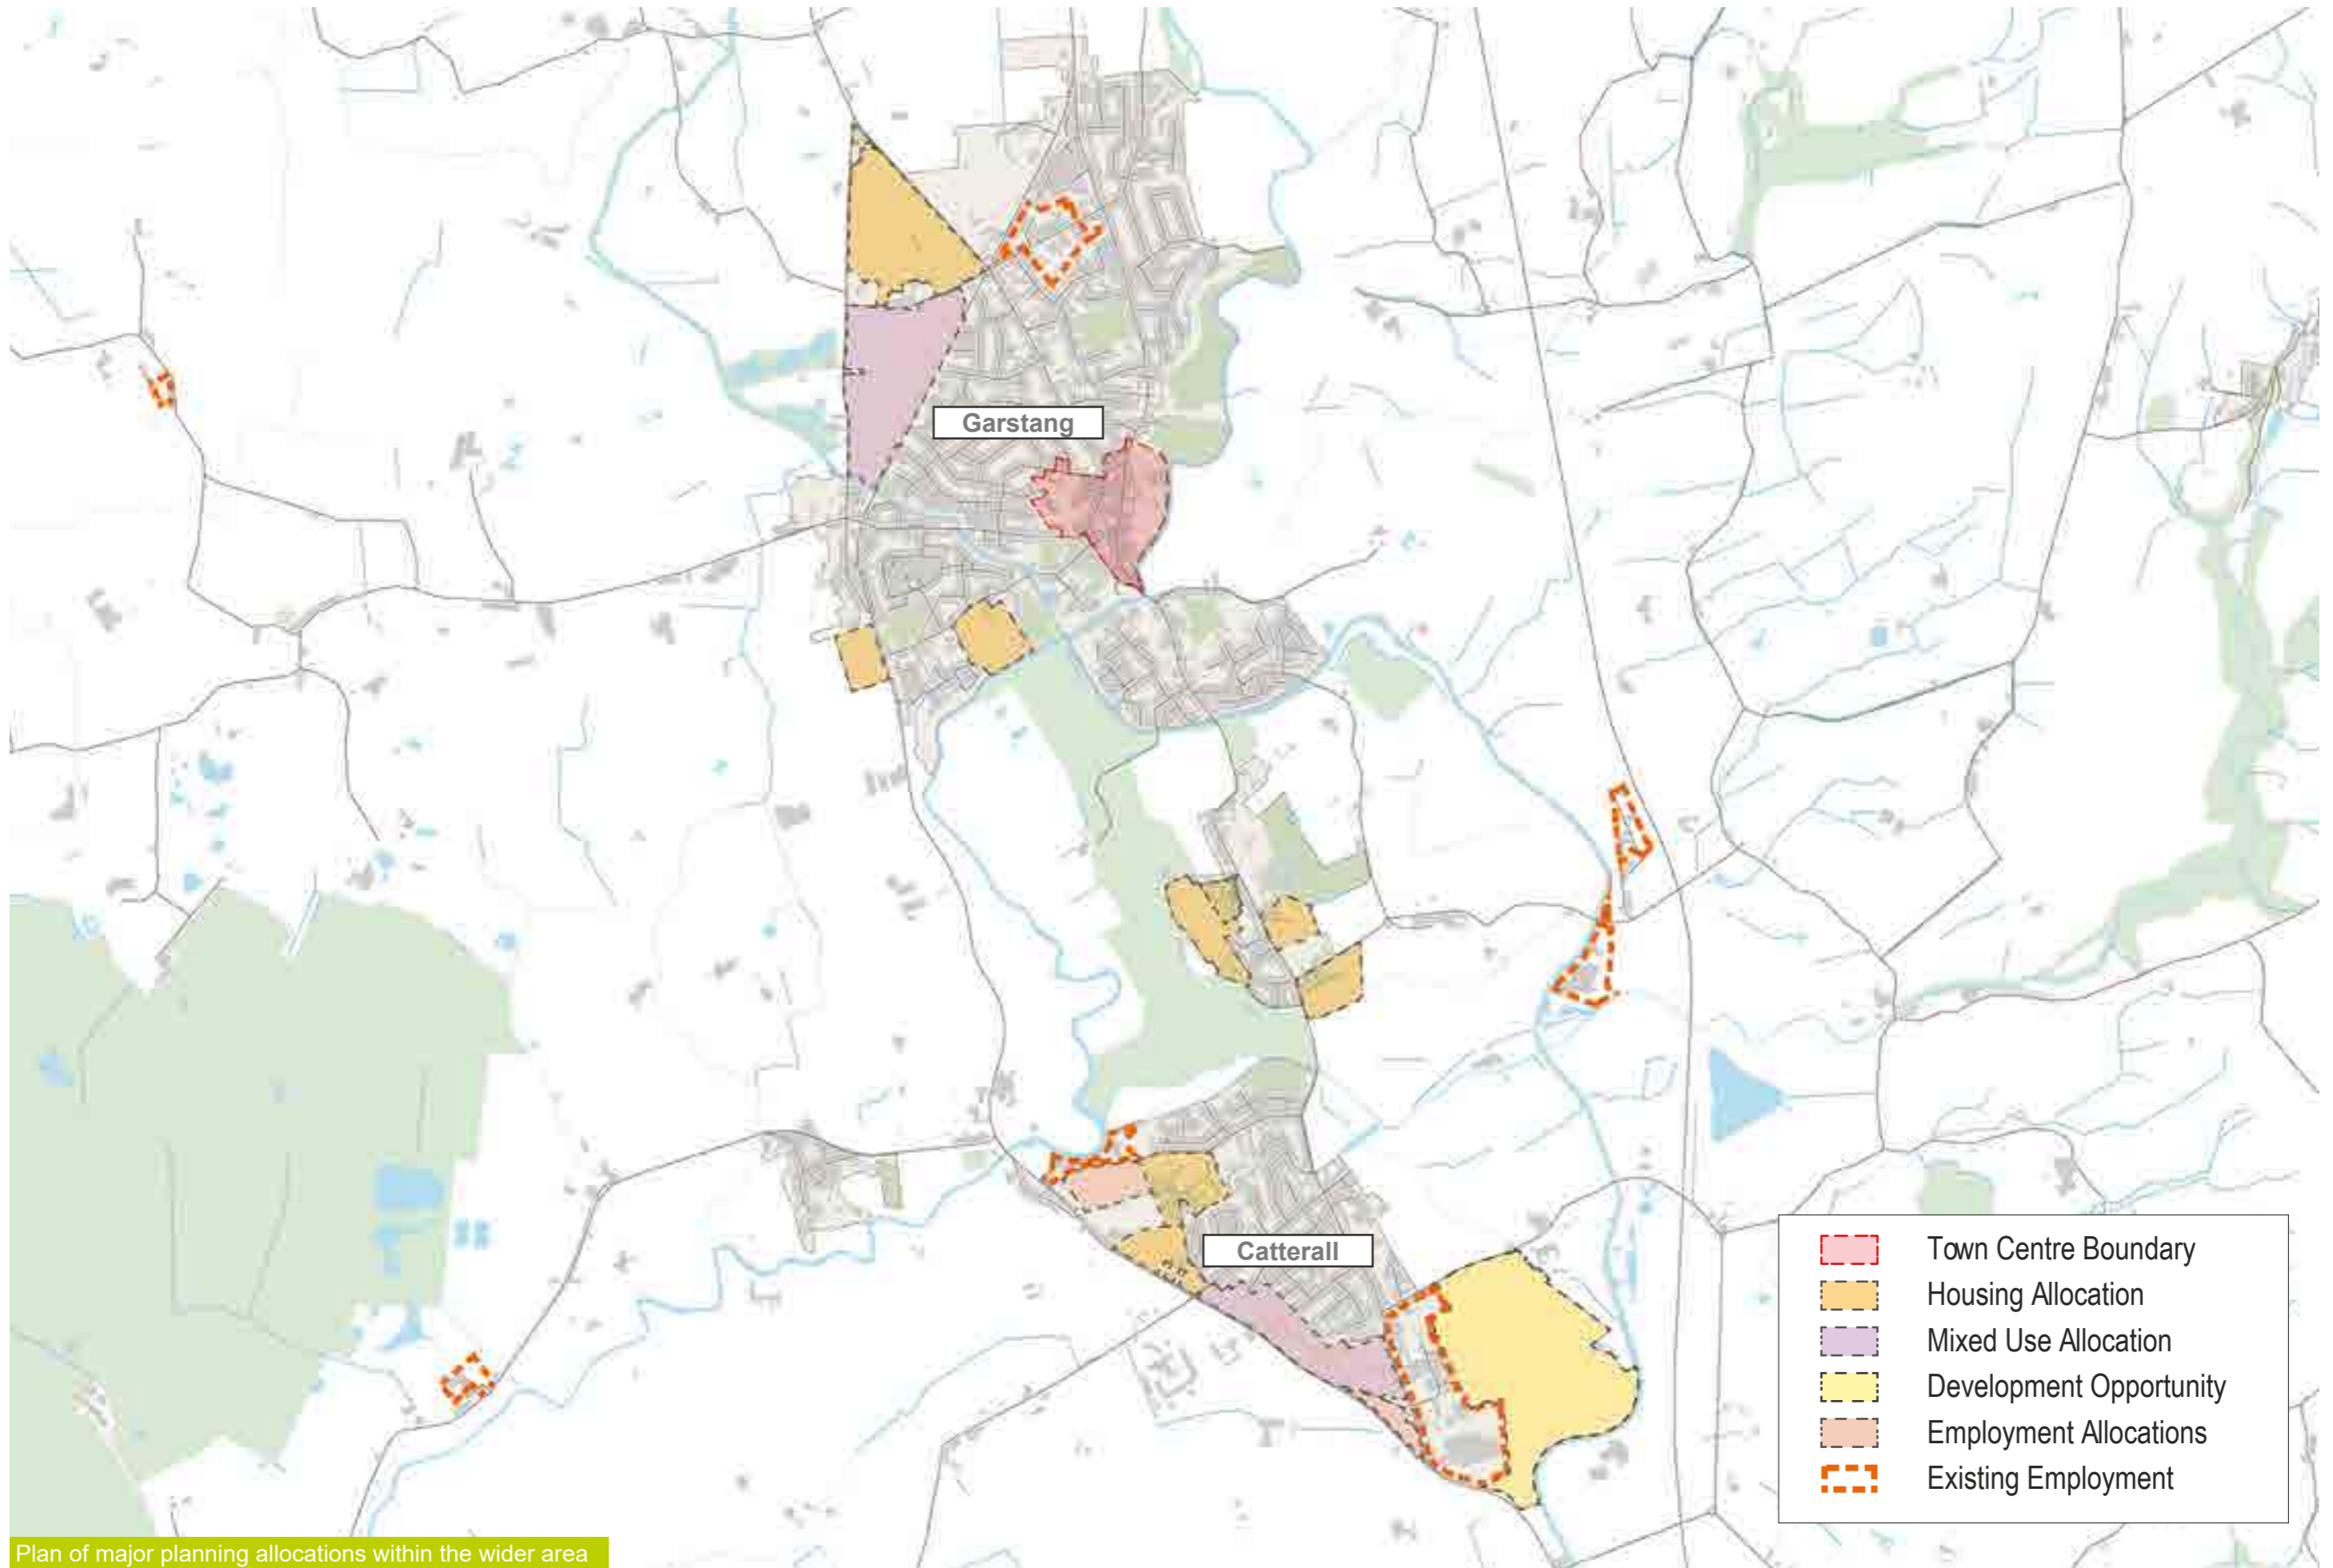 Garstang
Catterall
Town Centre Boundary
Housing Allocation
Mixed Use Allocation
Development Opportunity
Employment Allocations
Existing Employment
Plan of major planning allocations within the wider area